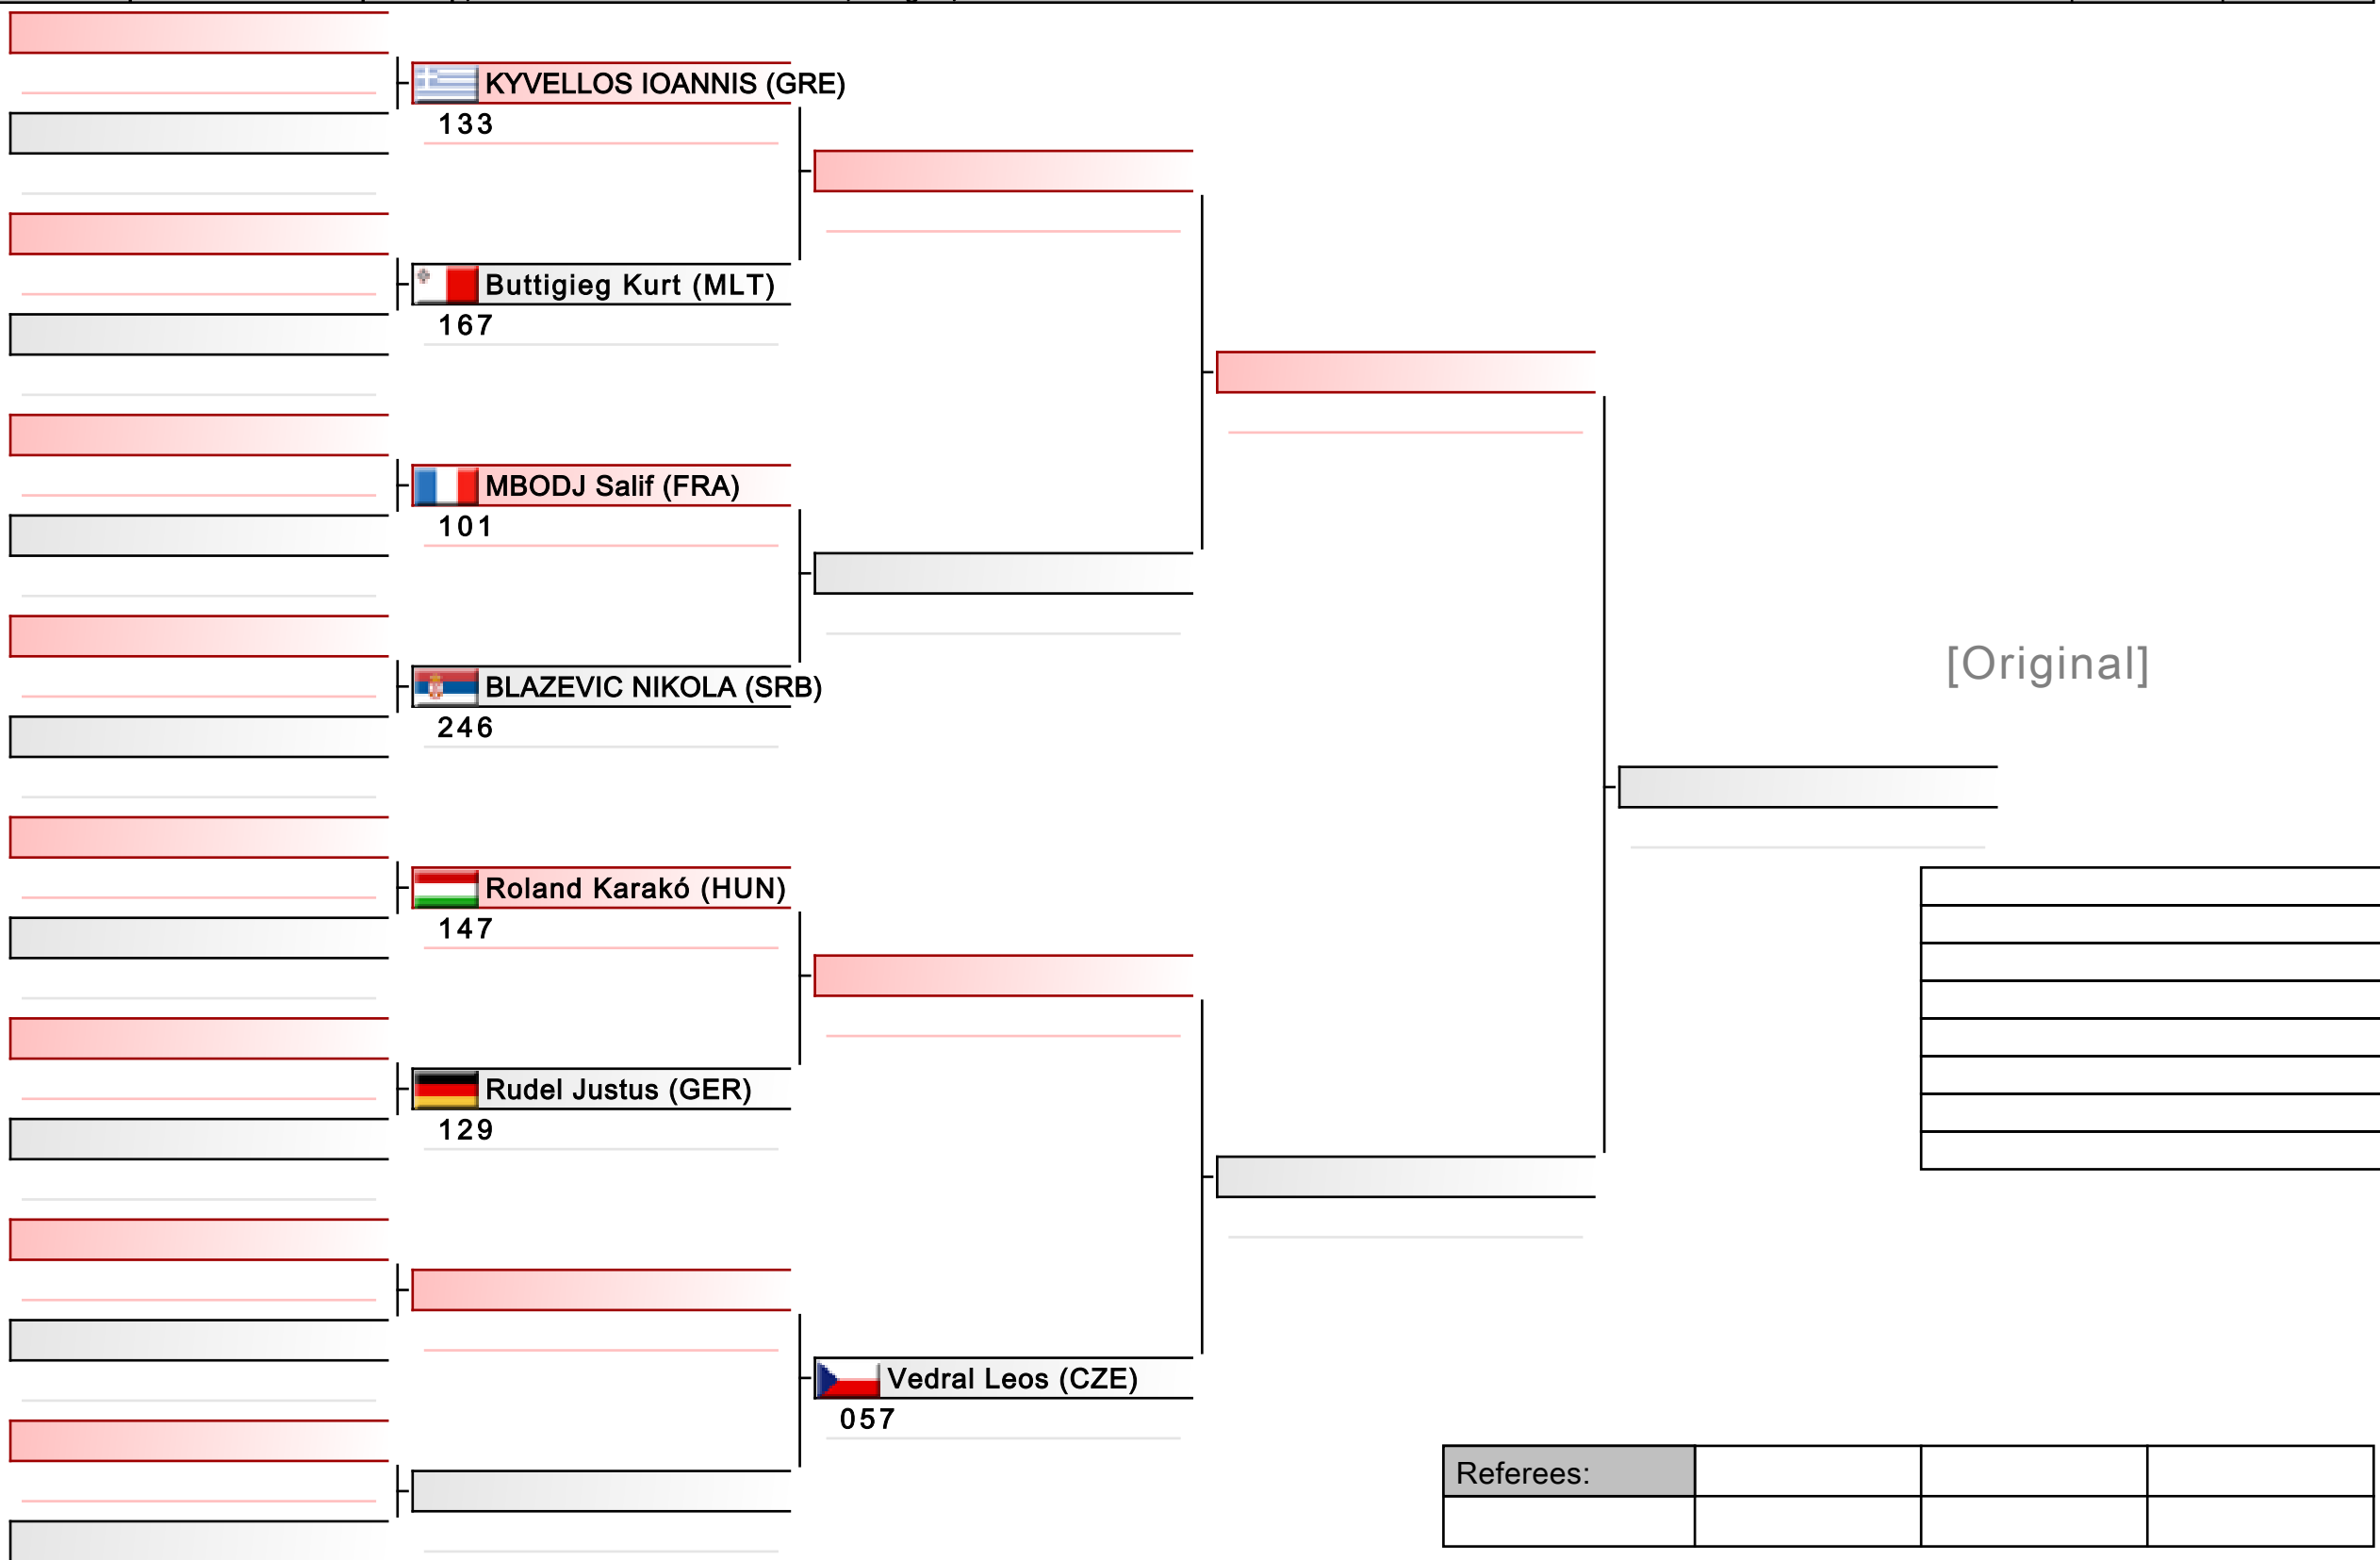 KYVELLOS IOANNIS (GRE)
133
Buttigieg Kurt (MLT)
167
MBODJ Salif (FRA)
101
BLAZEVIC NIKOLA (SRB)
246
[Original]
Roland Karakó (HUN)
147
Rudel Justus (GER)
129
Vedral Leos (CZE)
057
Referees: